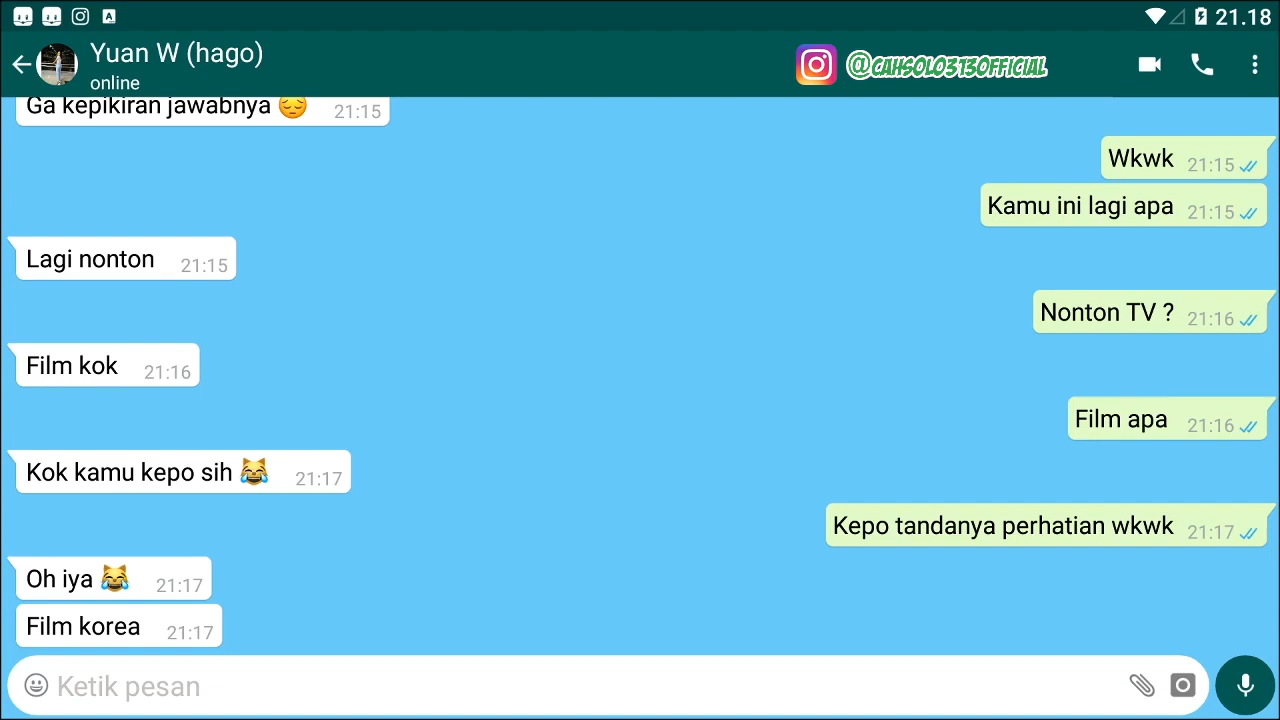 21.18
Yuan W (hago)
online
@CAHSOLO313OFFICIAL
Ga kepikiran jawabnya 😔 21:15
Wkwk 21:15
Kamu ini lagi apa 21:15
Lagi nonton 21:15
Nonton TV ? 21:16
Film kok 21:16
Film apa 21:16
Kok kamu kepo sih 😹 21:17
Kepo tandanya perhatian wkwk 21:17
Oh iya 😹 21:17
Film korea 21:17
Ketik pesan